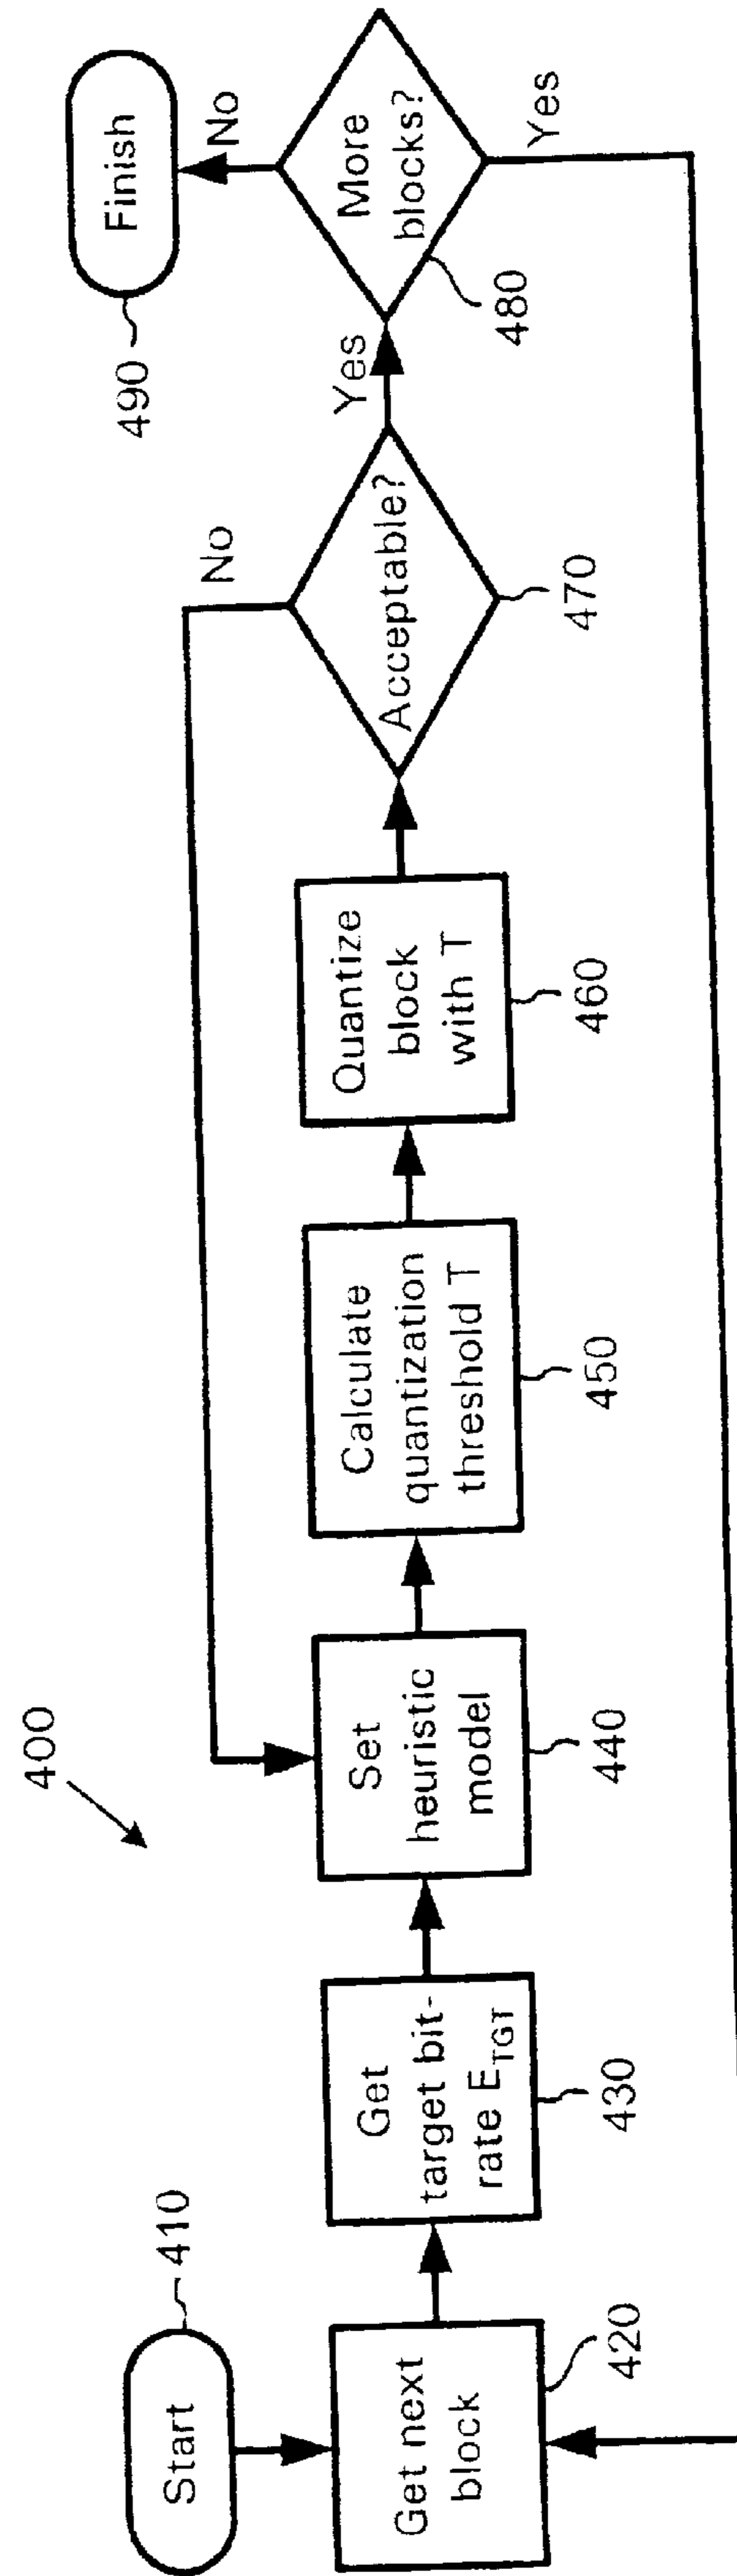 400
Start
410
Get next
block
420
Get
target bit-
rate E_TGT
430
Set
heuristic
model
440
Calculate
quantization
threshold T
450
Quantize
block
with T
460
Acceptable?
470
No
Yes
More
blocks?
480
Yes
No
Finish
490